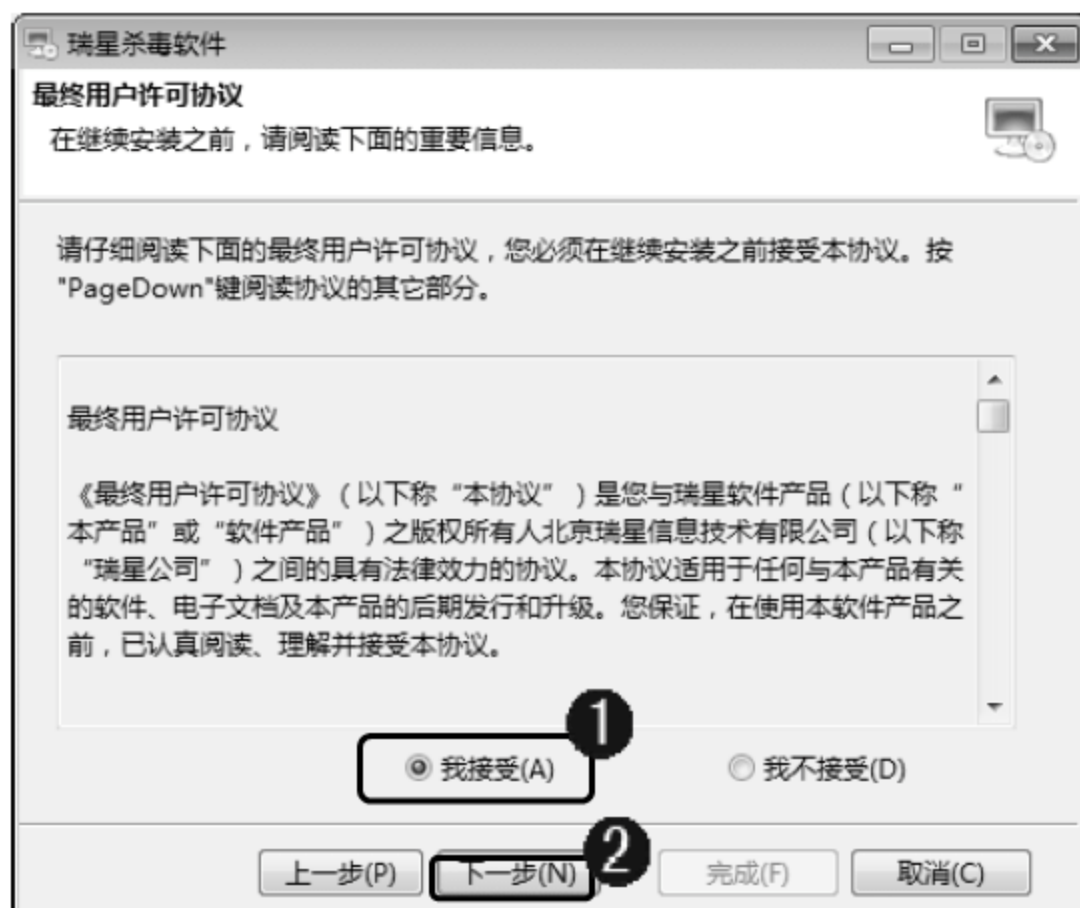 瑞星杀毒软件
最终用户许可协议
在继续安装之前，请阅读下面的重要信息。
请仔细阅读下面的最终用户许可协议，您必须在继续安装之前接受本协议。按
"PageDown"键阅读协议的其它部分。
最终用户许可协议
《最终用户许可协议》（以下称“本协议”）是您与瑞星软件产品（以下称“
本产品”或“软件产品”）之版权所有人北京瑞星信息技术有限公司（以下称
“瑞星公司”）之间的具有法律效力的协议。本协议适用于任何与本产品有关
的软件、电子文档及本产品的后期发行和升级。您保证，在使用本软件产品之
前，已认真阅读、理解并接受本协议。
1
我接受(A) 我不接受(D)
2
上一步(P) 下一步(N) 完成(F) 取消(C)